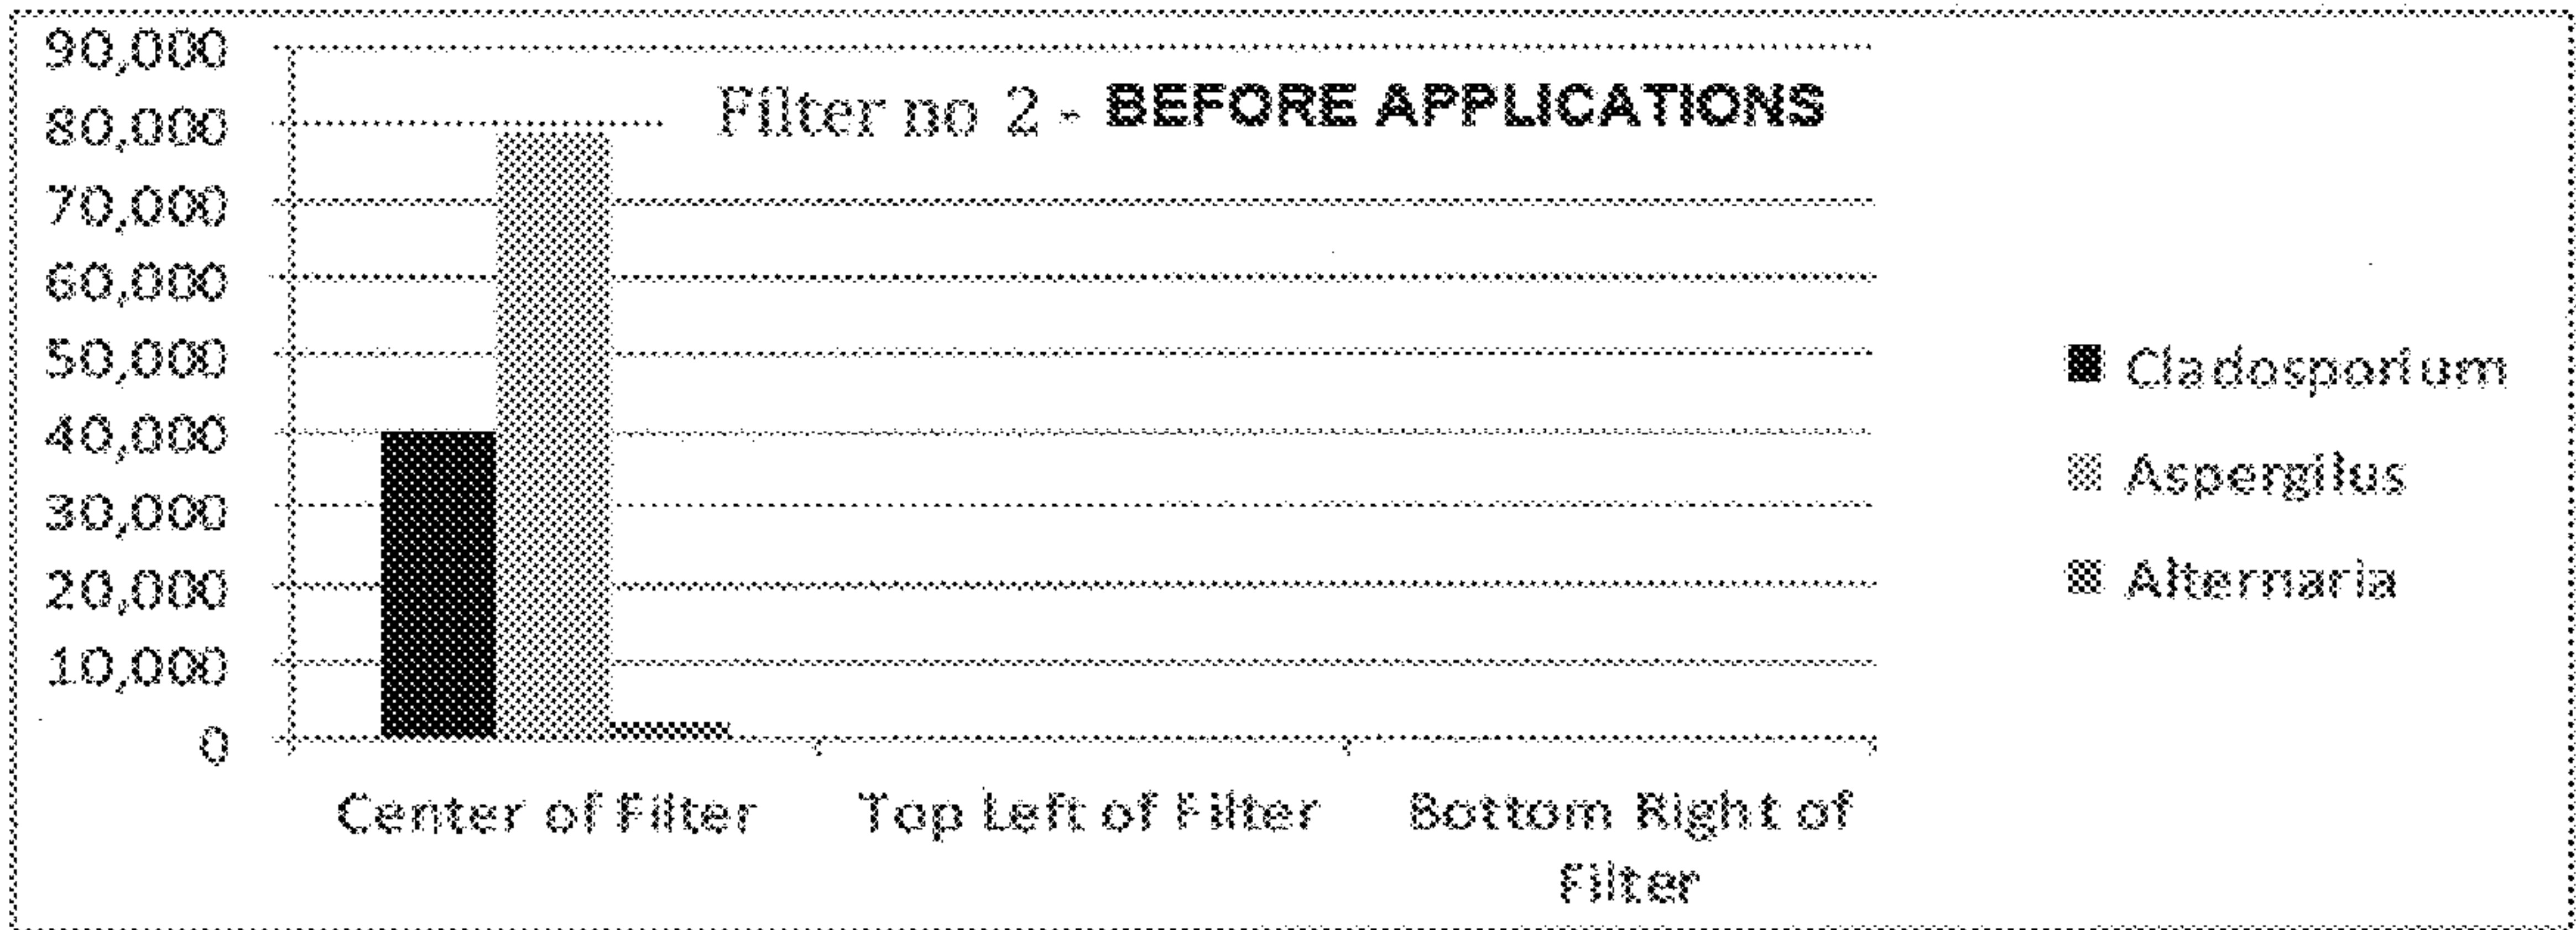 90,000
Filter no 2 - BEFORE APPLICATIONS
80,000
70,000
60,000
50,000
40,000
30,000
20,000
10,000
0
Center of Filter
Top Left of Filter
Bottom Right of
Filter
Cladosporium
Aspergilus
Alternaria